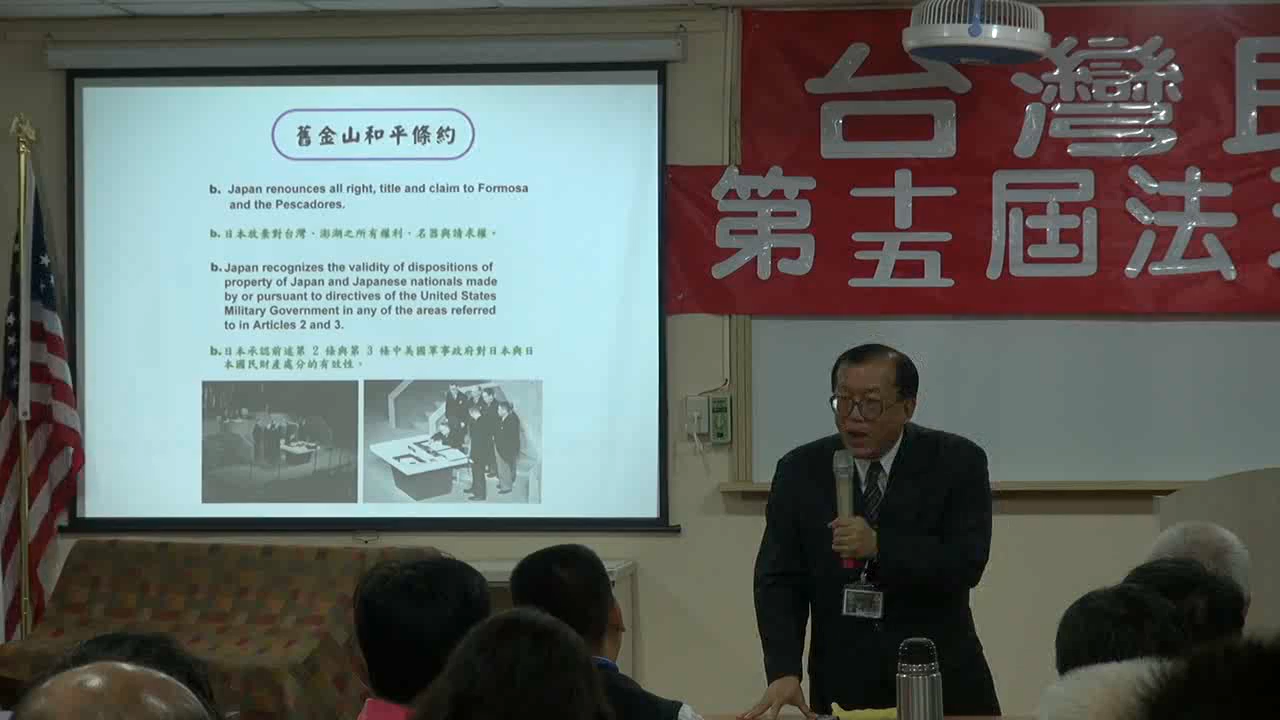 舊金山和平條約
b. Japan renounces all right, title and claim to Formosa
and the Pescadores.
b. 日本放棄對台灣、澎湖之所有權利、名器與請求權。
b. Japan recognizes the validity of dispositions of
property of Japan and Japanese nationals made
by or pursuant to directives of the United States
Military Government in any of the areas referred
to in Articles 2 and 3.
b. 日本承認前述第 2 條與第 3 條中美國軍事政府對日本與日
本國民財產處分的有效性。
台灣
第十五屆法